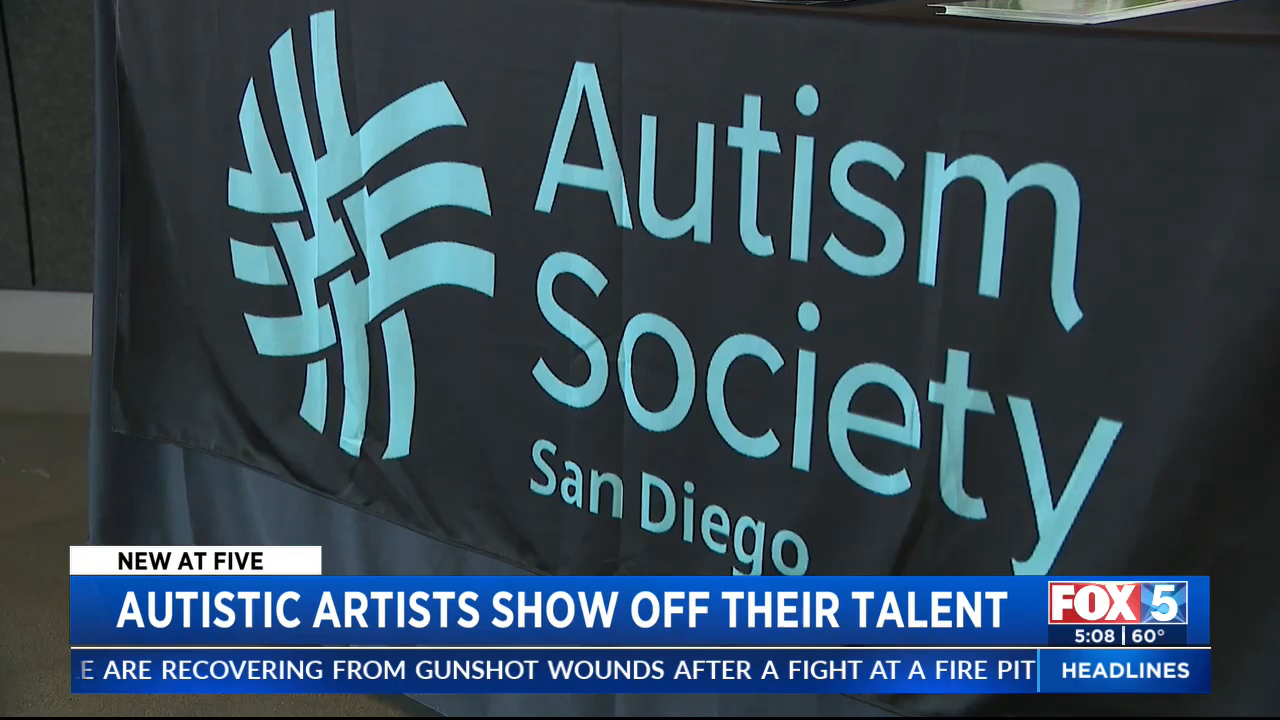 Autism
Society
San Diego
NEW AT FIVE
AUTISTIC ARTISTS SHOW OFF THEIR TALENT
FOX 5
5:08 | 60°
ARE RECOVERING FROM GUNSHOT WOUNDS AFTER A FIGHT AT A FIRE PIT
HEADLINES